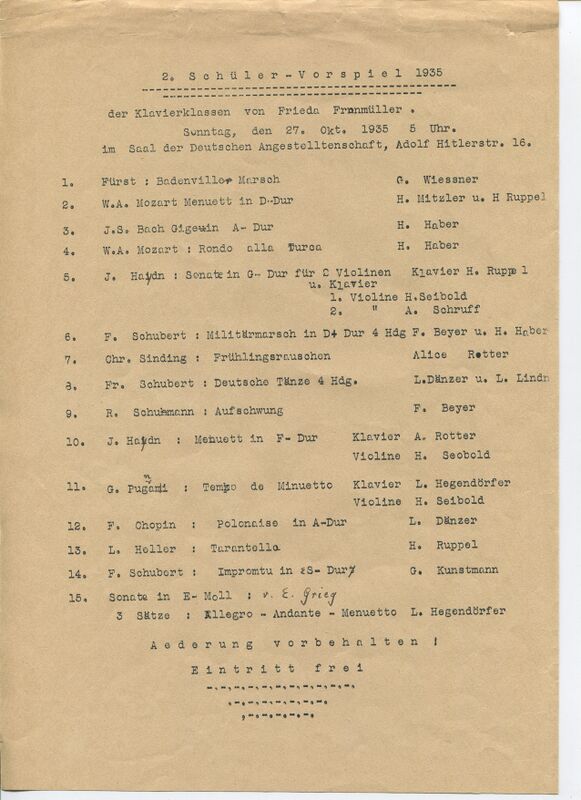 2. Schüler-Vorspiel 1935
der Klavierklassen von Frieda Frnnmüller.
Sonntag, den 27. Okt. 1935 5 Uhr.
im Saal der Deutschen Angestelltenschaft, Adolf Hitlerstr. 16.
1. Fürst : Badenviller Marsch G. Wiessner
2. W.A. Mozart Menuett in D-Dur H. Mitzler u. H Ruppel
3. J.S. Bach Gigewin A- Dur H. Haber
4. W.A. Mozart : Rondo alla Turca H. Haber
5. J. Haydn : Sonate in G- Dur für 2 Violinen Klavier H. Ruppel
u. Klavier
1. Violine H.Seibold
2. " A. Schruff
6. F. Schubert : Militärmarsch in D+ Dur 4 Hdg F. Beyer u. H. Haber
7. Chr. Sinding : Frühlingsrauschen Alice Rotter
8. Fr. Schubert : Deutsche Tänze 4 Hdg. L.Dänzer u. L. Lindn
9. R. Schuhmann : Aufschwung F. Beyer
10. J. Haydn : Menuett in F- Dur Klavier A. Rotter
Violine H. Seobold
11. G. Pugnani : Tempo de Minuetto Klavier L. Hegendörfer
Violine H. Seibold
12. F. Chopin : Polonaise in A-Dur L. Dänzer
13. L. Heller : Tarantella H. Ruppel
14. F. Schubert : Impromtu in sS- Dur G. Kunstmann
15. Sonate in E- Moll : v. E. Grieg
3 Sätze : Allegro - Andante - Menuetto L. Hegendörfer
Aederung vorbehalten !
Eintritt frei